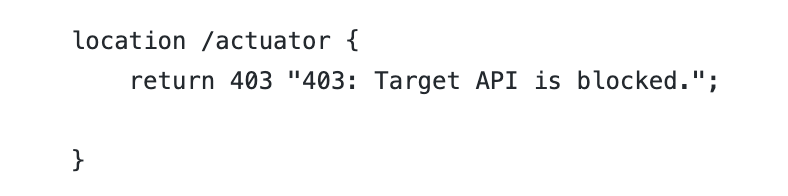 location /actuator {
    return 403 "403: Target API is blocked.";
}